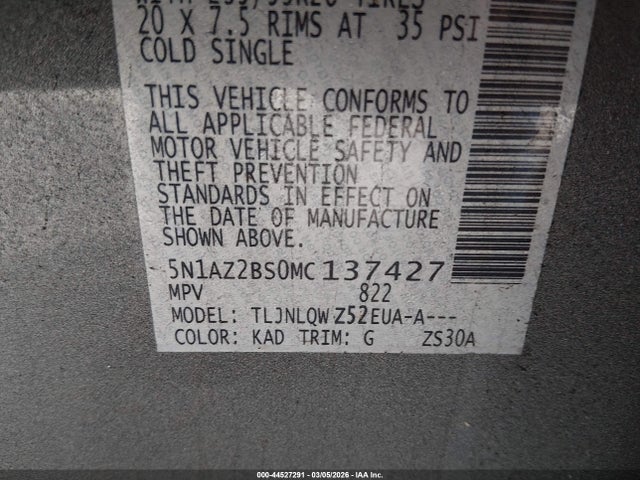 20 X 7.5 RIMS AT 35 PSI
COLD SINGLE
THIS VEHICLE CONFORMS TO
ALL APPLICABLE FEDERAL
MOTOR VEHICLE SAFETY AND
THEFT PREVENTION
STANDARDS IN EFFECT ON
THE DATE OF MANUFACTURE
SHOWN ABOVE.
5N1AZ2BS0MC137427
MPV 822
MODEL: TLJNLQW Z52EUA-A---
COLOR: KAD TRIM: G ZS30A
000-44527291 - 03/05/2026 - IAA Inc.